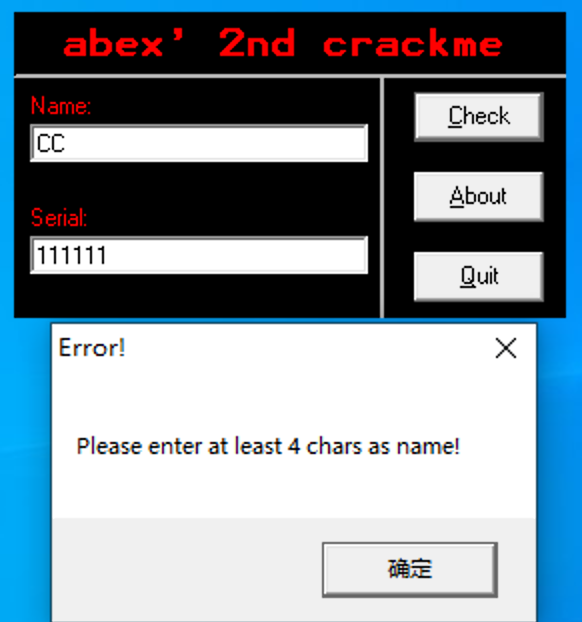 abex' 2nd crackme
Name:
CC
Serial:
111111
Check
About
Quit
Error!
Please enter at least 4 chars as name!
确定